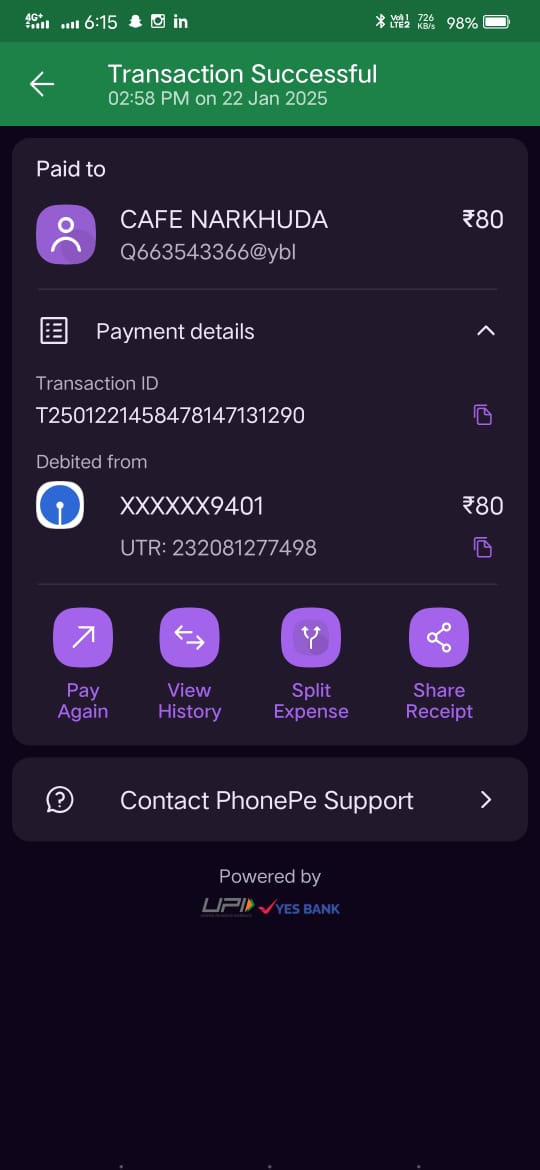 4G+ 6:15 in Vo)) 1 LTE2 726 KB/s 98%
Transaction Successful
02:58 PM on 22 Jan 2025
Paid to
CAFE NARKHUDA ₹80
Q663543366@ybl
Payment details
Transaction ID
T2501221458478147131290
Debited from
XXXXXX9401 ₹80
UTR: 232081277498
Pay Again
View History
Split Expense
Share Receipt
Contact PhonePe Support
Powered by
UPI YES BANK